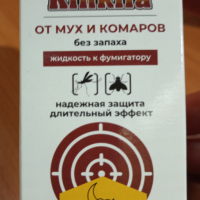 ОТ МУХ И КОМАРОВ
без запаха
жидкость к фумигатору
надежная защита
длительный эффект